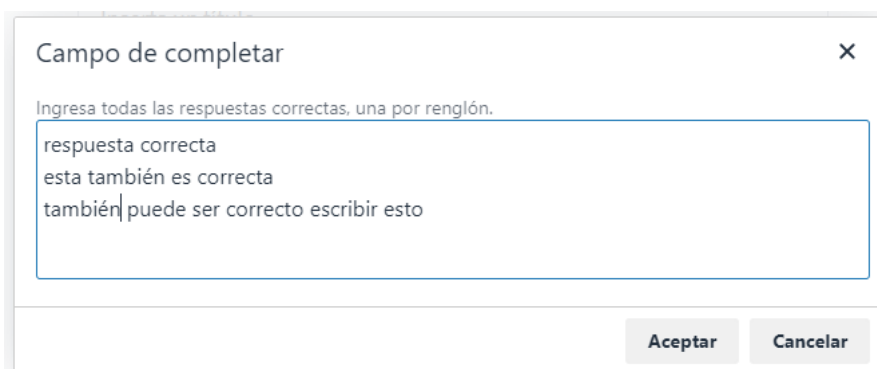 Campo de completar
Ingresa todas las respuestas correctas, una por renglón.
respuesta correcta
esta también es correcta
también puede ser correcto escribir esto
Aceptar Cancelar